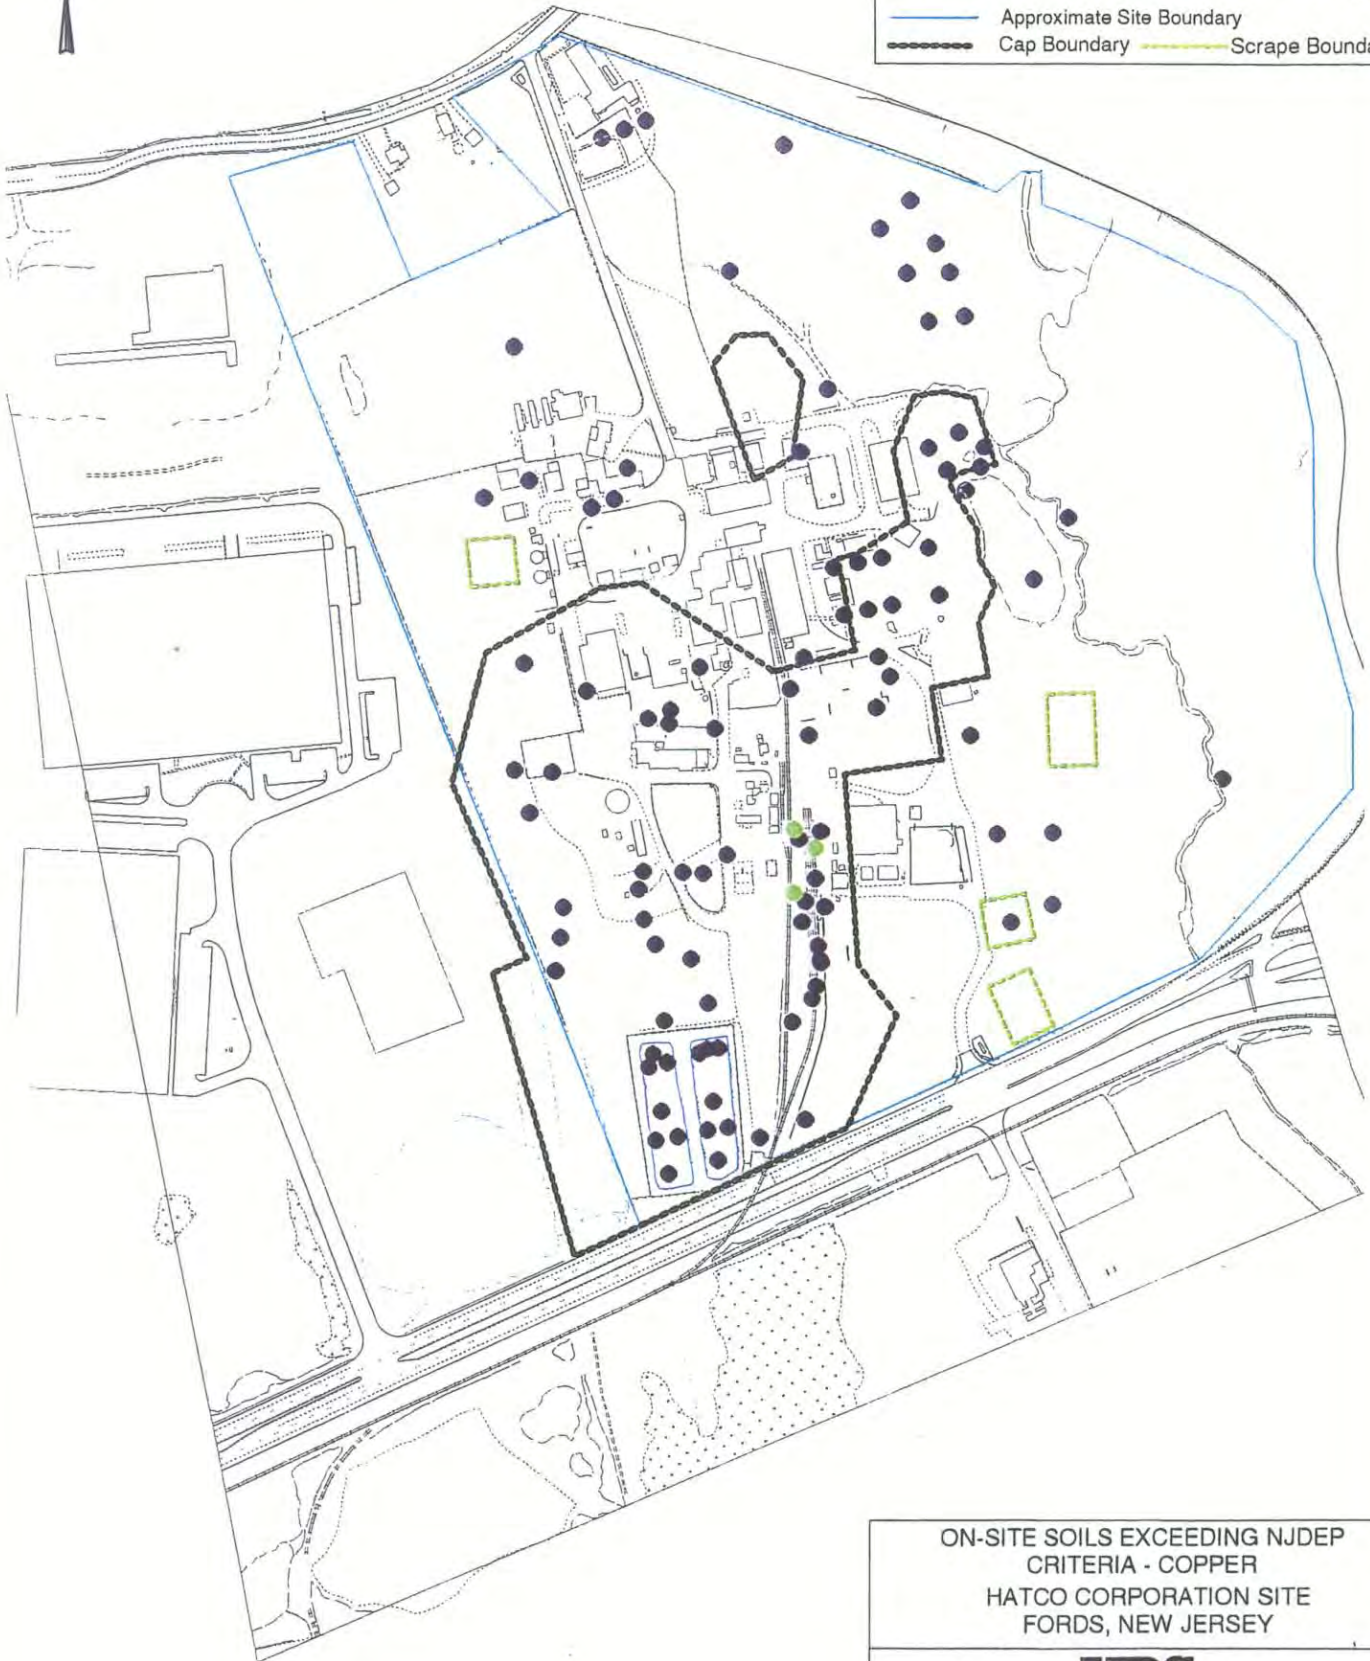 Approximate Site Boundary
Cap Boundary Scrape Bounda
ON-SITE SOILS EXCEEDING NJDEP
CRITERIA - COPPER
HATCO CORPORATION SITE
FORDS, NEW JERSEY